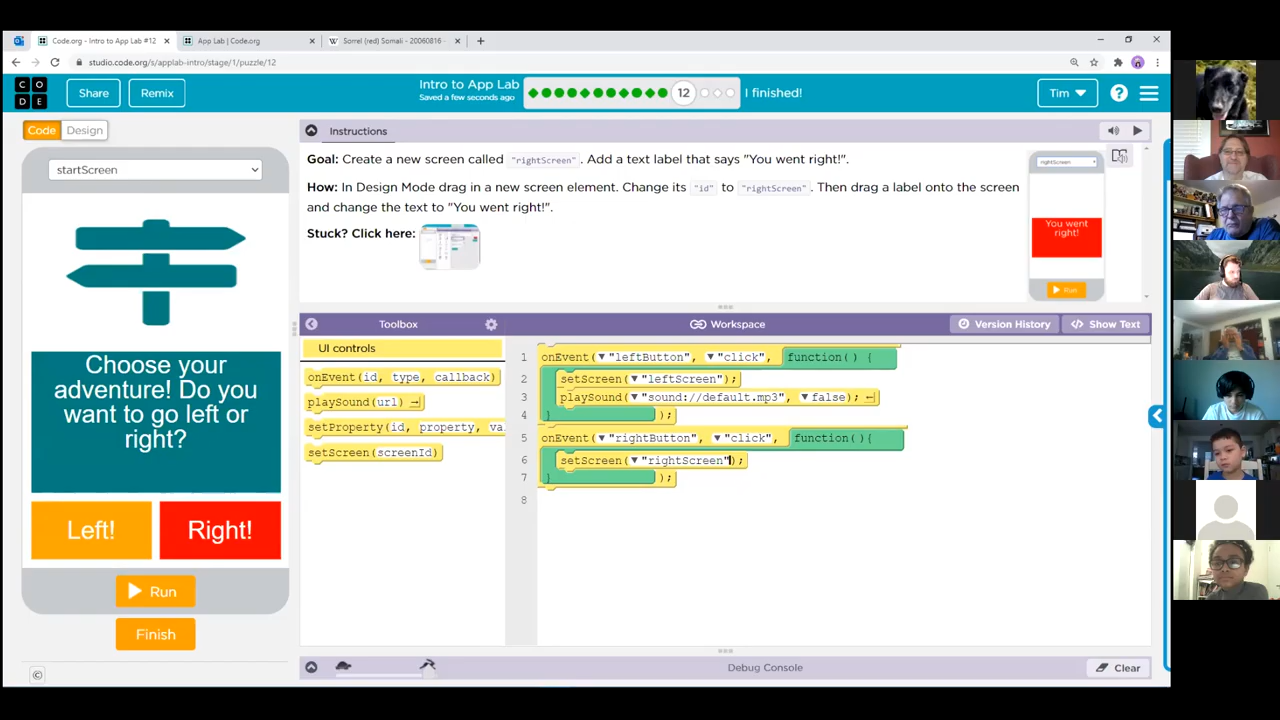 Code.org - Intro to App Lab #12
App Lab | Code.org
Sorrel (red) Somali - 20060816 -
studio.code.org/s/applab-intro/stage/1/puzzle/12
C O
D E
Share
Remix
Intro to App Lab
Saved a few seconds ago
12
I finished!
Tim
?
Code
Design
Instructions
startScreen
Goal: Create a new screen called "rightScreen". Add a text label that says "You went right!".
How: In Design Mode drag in a new screen element. Change its "id" to "rightScreen". Then drag a label onto the screen
and change the text to "You went right!".
Stuck? Click here:
rightScreen
You went
right!
Run
Toolbox
Workspace
Version History
Show Text
UI controls
onEvent(id, type, callback)
playSound(url)
setProperty(id, property, va
setScreen(screenId)
1 onEvent( "leftButton", "click", function() {
2 setScreen( "leftScreen");
3 playSound( "sound://default.mp3", false);
4 } );
5 onEvent( "rightButton", "click", function(){
6 setScreen( "rightScreen");
7 } );
8
Choose your
adventure! Do you
want to go left or
right?
Left!
Right!
Run
Finish
©
Debug Console
Clear